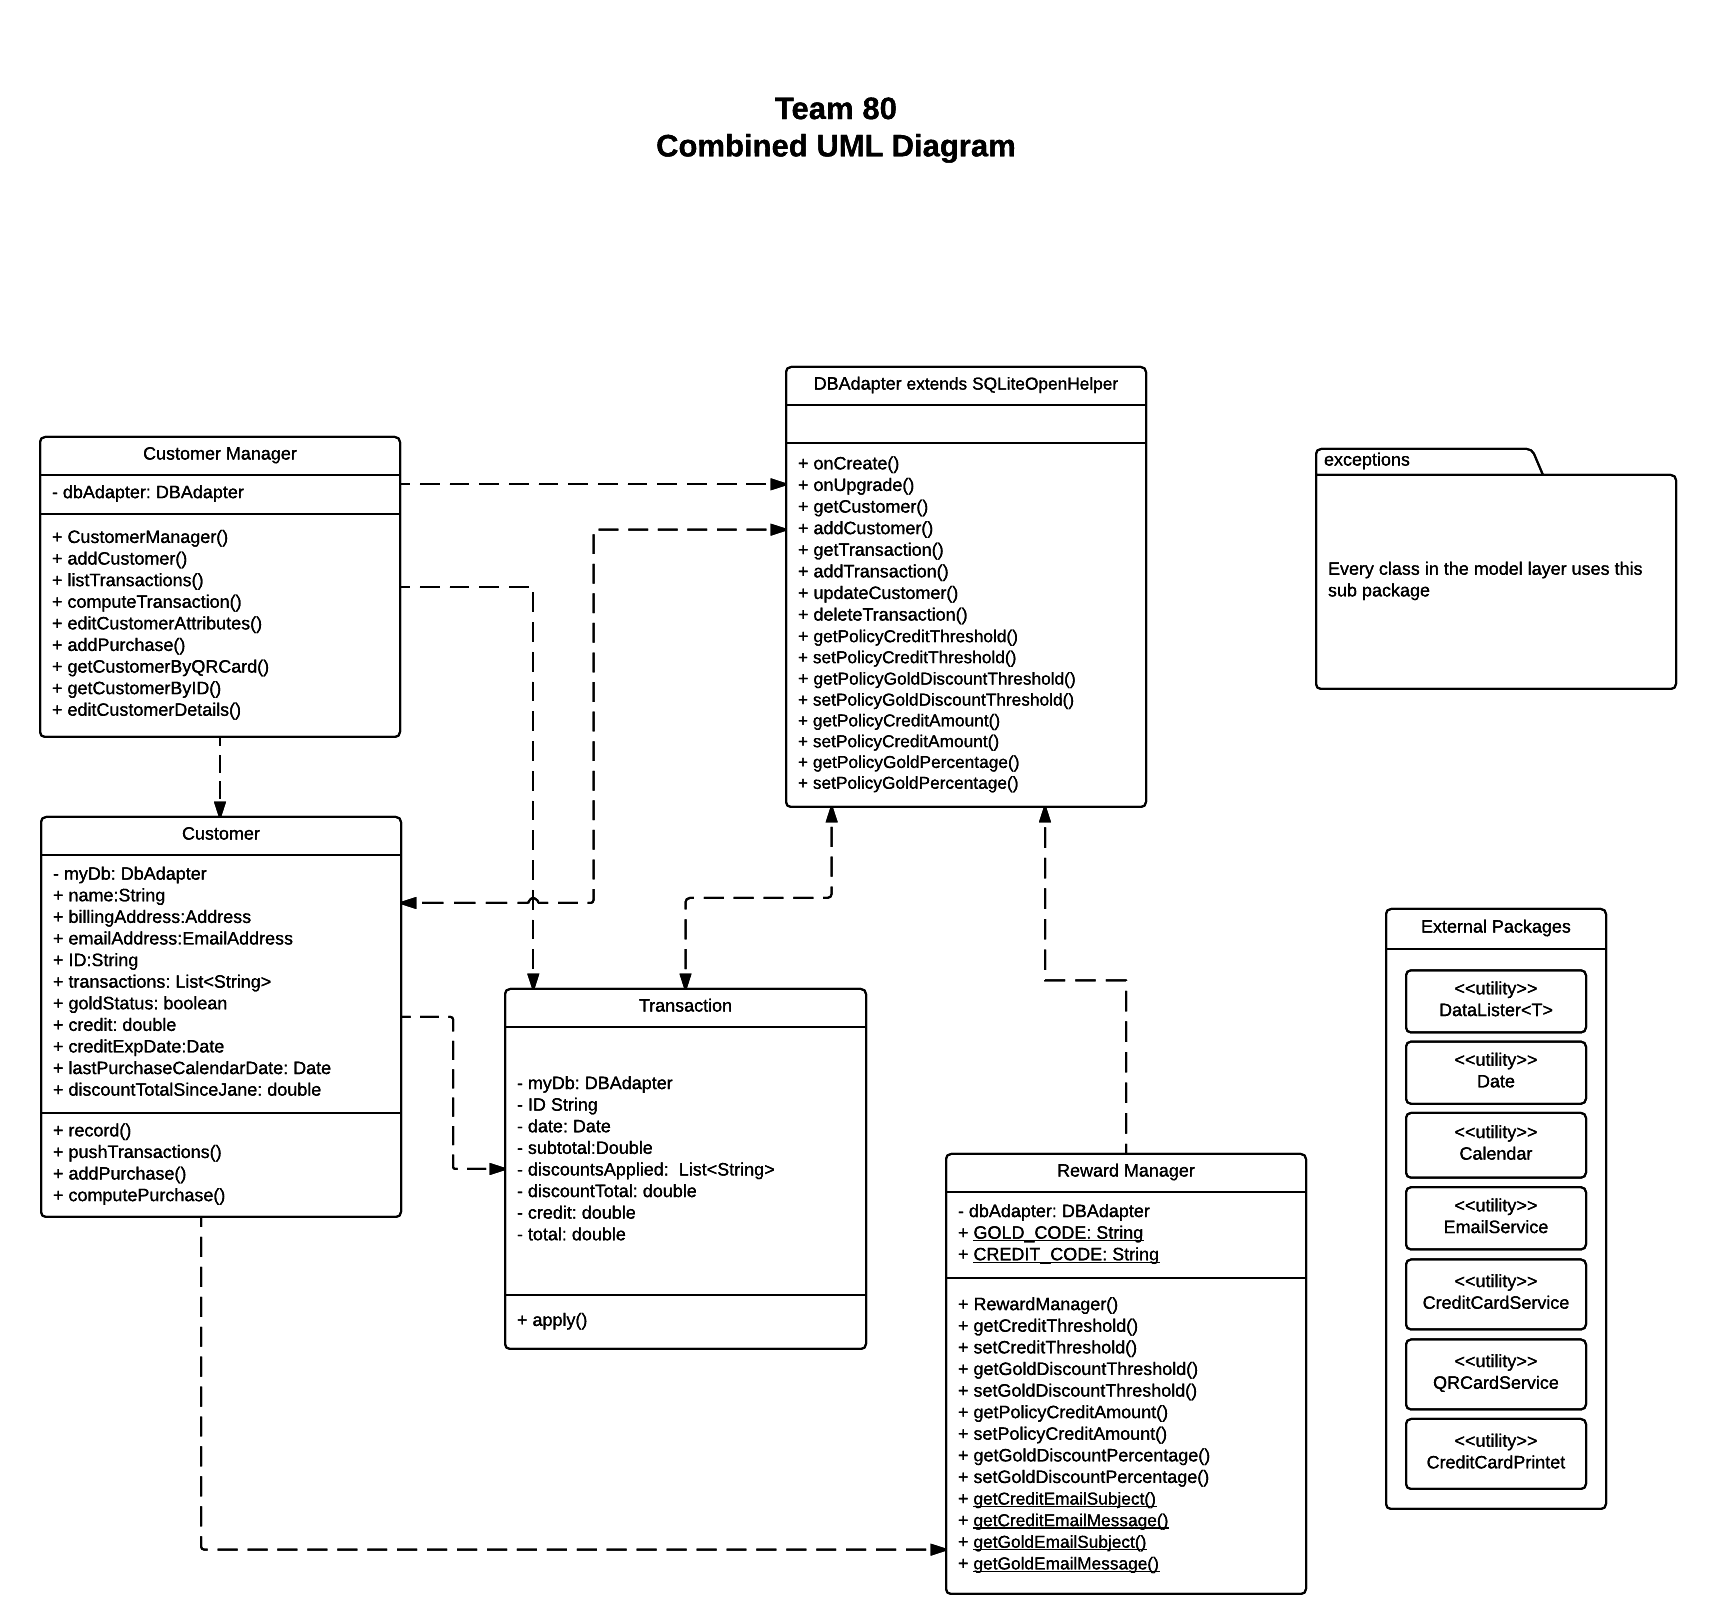 Team 80
Combined UML Diagram
Customer Manager
- dbAdapter: DBAdapter
+ CustomerManager()
+ addCustomer()
+ listTransactions()
+ computeTransaction()
+ editCustomerAttributes()
+ addPurchase()
+ getCustomerByQRCard()
+ getCustomerByID()
+ editCustomerDetails()
DBAdapter extends SQLiteOpenHelper
+ onCreate()
+ onUpgrade()
+ getCustomer()
+ addCustomer()
+ getTransaction()
+ addTransaction()
+ updateCustomer()
+ deleteTransaction()
+ getPolicyCreditThreshold()
+ setPolicyCreditThreshold()
+ getPolicyGoldDiscountThreshold()
+ setPolicyGoldDiscountThreshold()
+ getPolicyCreditAmount()
+ setPolicyCreditAmount()
+ getPolicyGoldPercentage()
+ setPolicyGoldPercentage()
exceptions
Every class in the model layer uses this
sub package
Customer
- myDb: DbAdapter
+ name:String
+ billingAddress:Address
+ emailAddress:EmailAddress
+ ID:String
+ transactions: List<String>
+ goldStatus: boolean
+ credit: double
+ creditExpDate:Date
+ lastPurchaseCalendarDate: Date
+ discountTotalSinceJane: double
+ record()
+ pushTransactions()
+ addPurchase()
+ computePurchase()
Transaction
- myDb: DBAdapter
- ID String
- date: Date
- subtotal:Double
- discountsApplied:  List<String>
- discountTotal: double
- credit: double
- total: double
+ apply()
Reward Manager
- dbAdapter: DBAdapter
+ GOLD_CODE: String
+ CREDIT_CODE: String
+ RewardManager()
+ getCreditThreshold()
+ setCreditThreshold()
+ getGoldDiscountThreshold()
+ setGoldDiscountThreshold()
+ getPolicyCreditAmount()
+ setPolicyCreditAmount()
+ getGoldDiscountPercentage()
+ setGoldDiscountPercentage()
+ getCreditEmailSubject()
+ getCreditEmailMessage()
+ getGoldEmailSubject()
+ getGoldEmailMessage()
External Packages
<<utility>>
DataLister<T>
<<utility>>
Date
<<utility>>
Calendar
<<utility>>
EmailService
<<utility>>
CreditCardService
<<utility>>
QRCardService
<<utility>>
CreditCardPrintet